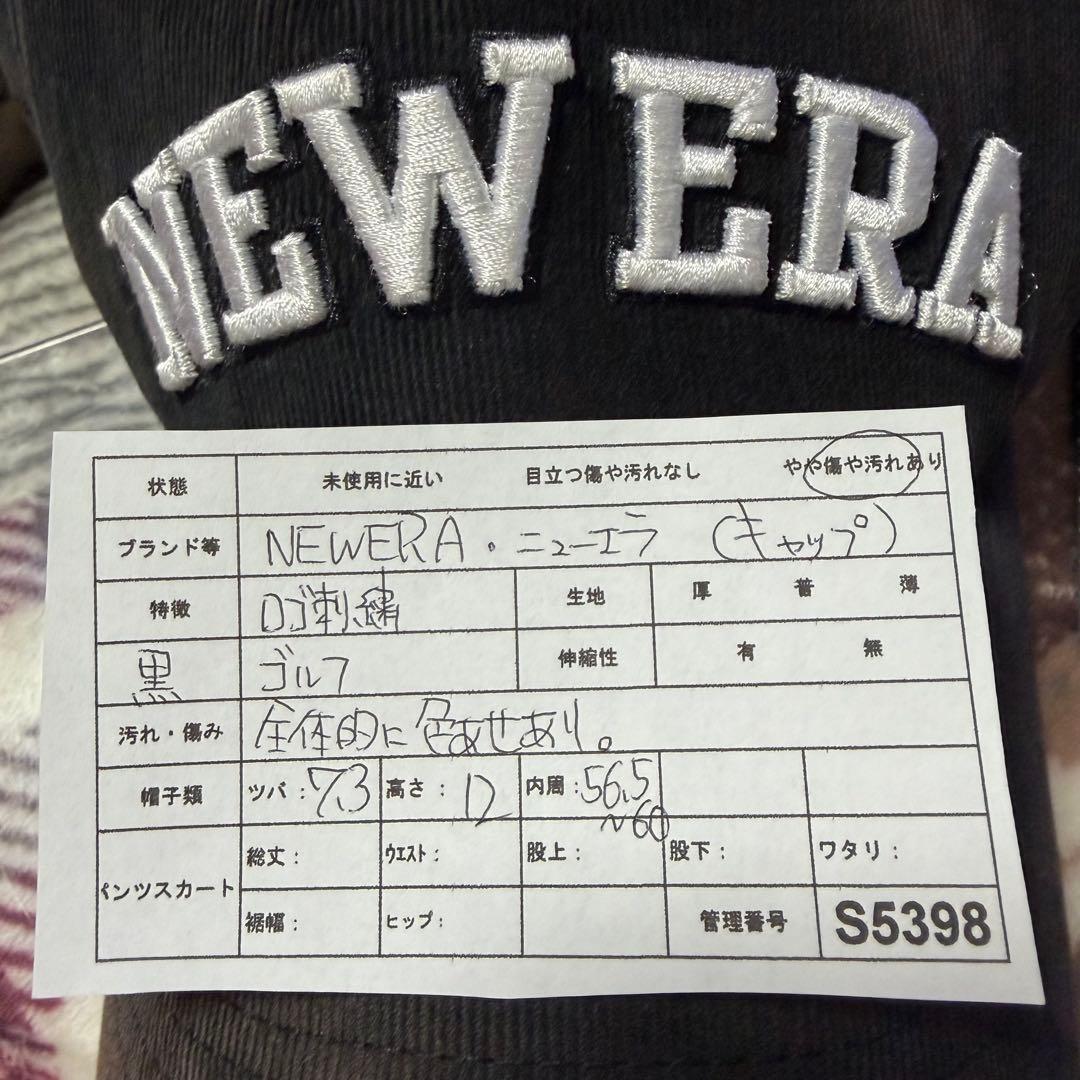 NEW ERA
状態 未使用に近い 目立つ傷や汚れなし やや傷や汚れあり
ブランド等 NEWERA・ニューエラ (キャップ)
特徴 ロゴ刺繍 生地 厚 普 薄
黒 ゴルフ 伸縮性 有 無
汚れ・傷み 全体的に色あせあり。
帽子類 ツバ:7.3 高さ:12 内周:56.5
~60
パンツスカート 総丈: ウエスト: 股上: 股下: ワタリ:
裾幅: ヒップ: 管理番号 S5398